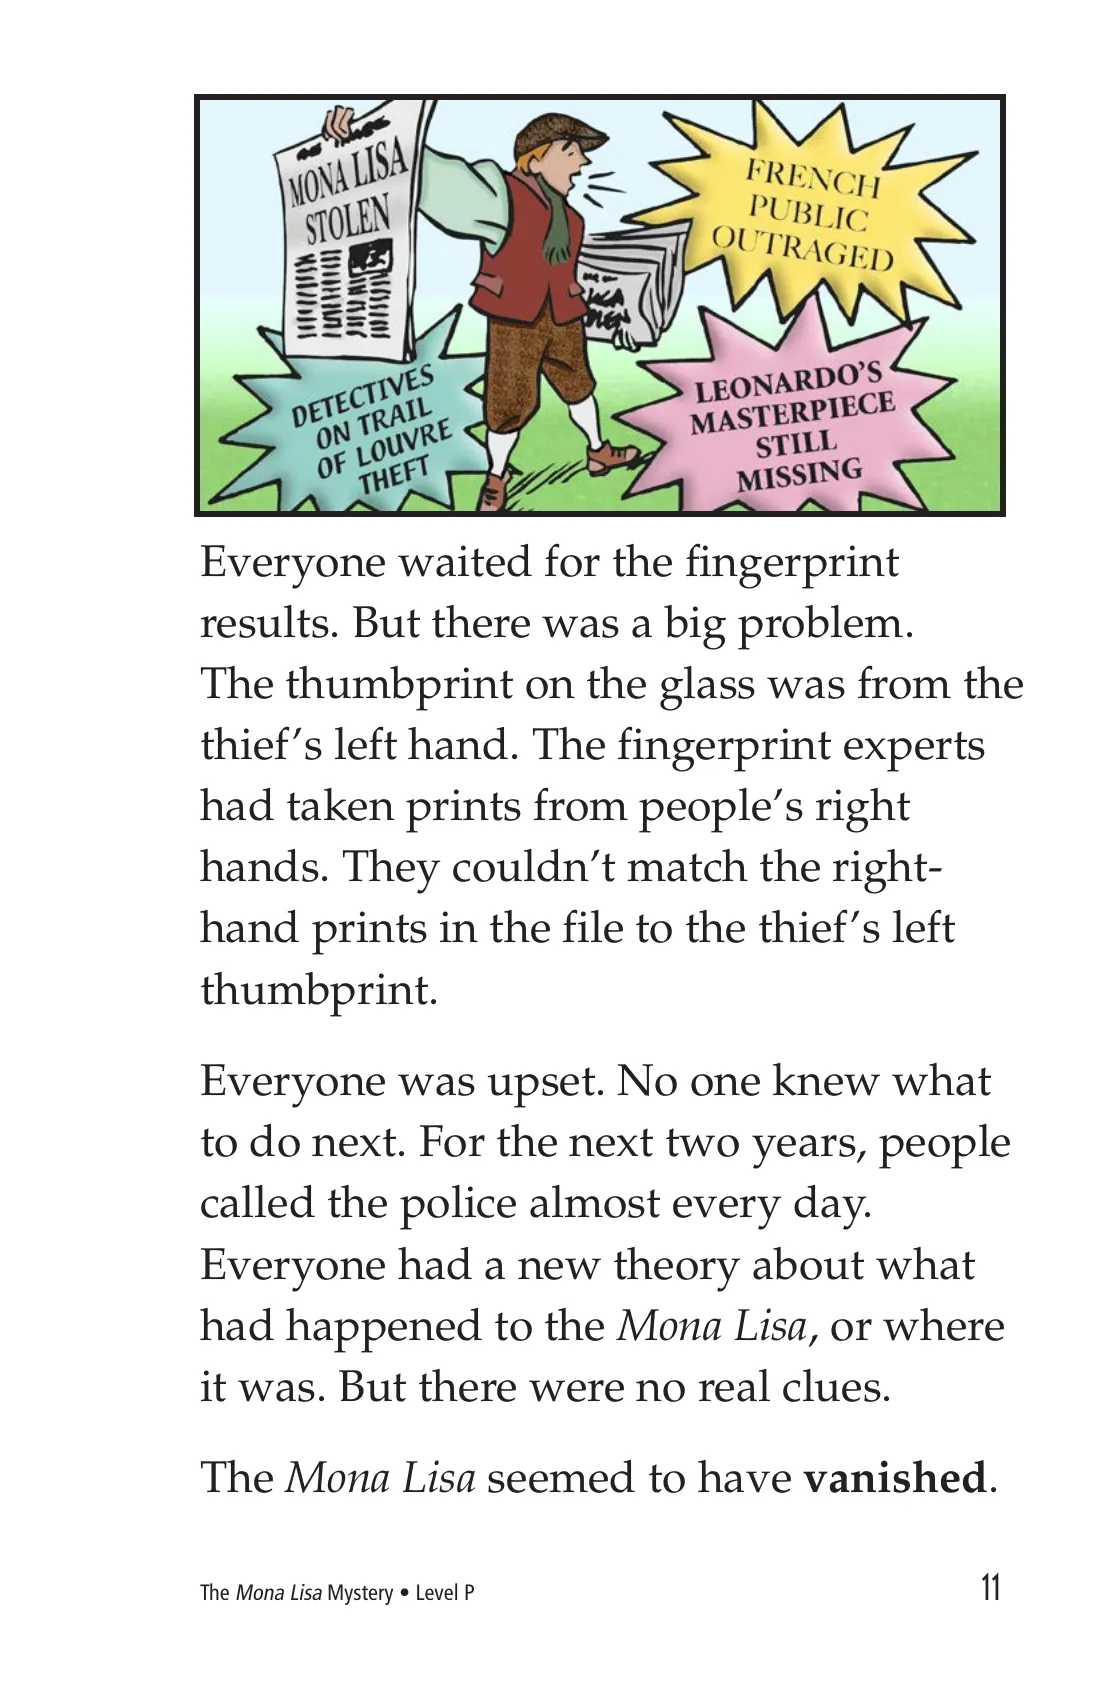 MONA LISA
STOLEN
FRENCH
PUBLIC
OUTRAGED
DETECTIVES
ON TRAIL
OF LOUVRE
THEFT
LEONARDO'S
MASTERPIECE
STILL
MISSING
Everyone waited for the fingerprint
results. But there was a big problem.
The thumbprint on the glass was from the
thief’s left hand. The fingerprint experts
had taken prints from people’s right
hands. They couldn’t match the right-
hand prints in the file to the thief’s left
thumbprint.
Everyone was upset. No one knew what
to do next. For the next two years, people
called the police almost every day.
Everyone had a new theory about what
had happened to the Mona Lisa, or where
it was. But there were no real clues.
The Mona Lisa seemed to have vanished.
The Mona Lisa Mystery • Level P
11